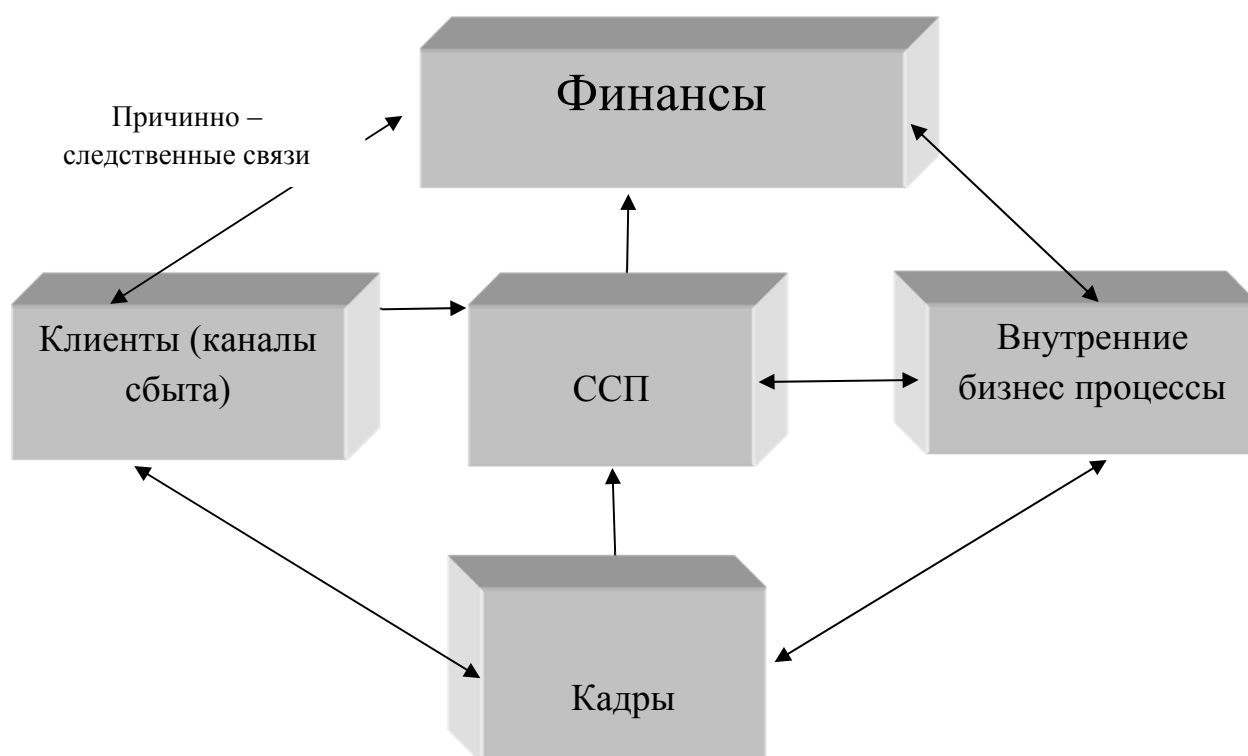 Финансы
Причинно –
следственные связи
Клиенты (каналы
сбыта)
ССП
Внутренние
бизнес процессы
Кадры